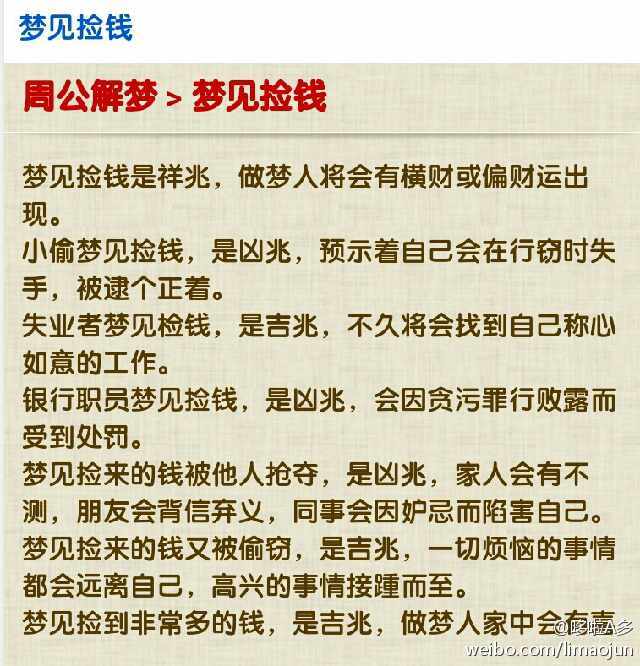 梦见捡钱
周公解梦 > 梦见捡钱
梦见捡钱是祥兆，做梦人将会有横财或偏财运出
现。
小偷梦见捡钱，是凶兆，预示着自己会在行窃时失
手，被逮个正着。
失业者梦见检钱，是吉兆，不久将会找到自己称心
如意的工作。
银行职员梦见捡钱，是凶兆，会因贪污罪行败露而
受到处罚。
梦见捡来的钱被他人抢夺，是凶兆，家人会有不
测，朋友会背信弃义，同事会因妒忌而陷害自己。
梦见捡来的钱又被偷窃，是吉兆，一切烦恼的事情
都会远离自己，高兴的事情接踵而至。
梦见捡到非常多的钱，是吉兆，做梦人家中会有喜
@哆啦A多
weibo.com/limaojun